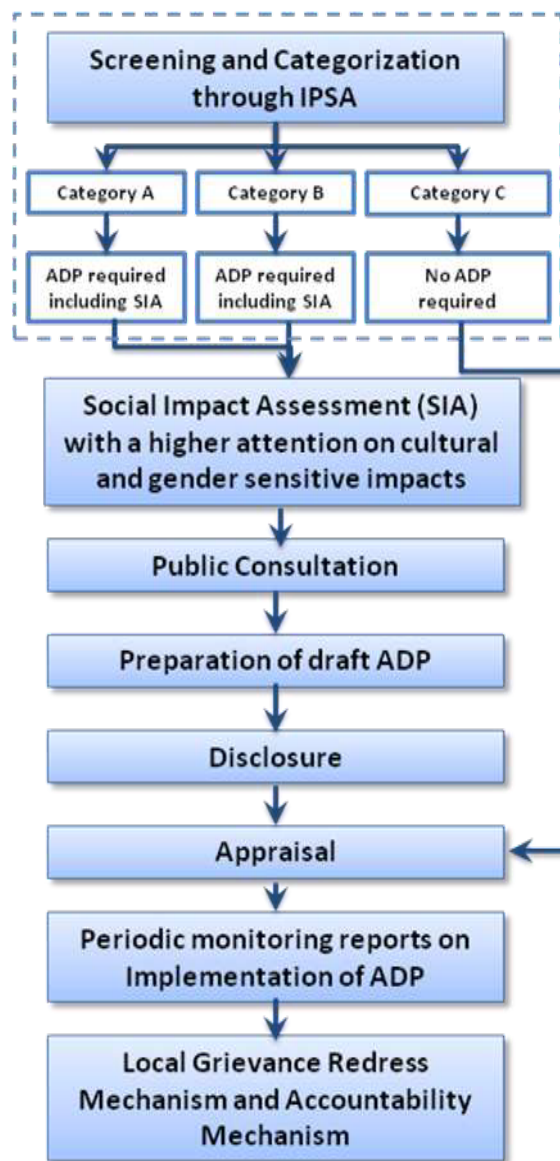 Screening and Categorization
through IPSA
Category A
Category B
Category C
ADP required
including SIA
ADP required
including SIA
No ADP
required
Social Impact Assessment (SIA)
with a higher attention on cultural
and gender sensitive impacts
Public Consultation
Preparation of draft ADP
Disclosure
Appraisal
Periodic monitoring reports on
Implementation of ADP
Local Grievance Redress
Mechanism and Accountability
Mechanism